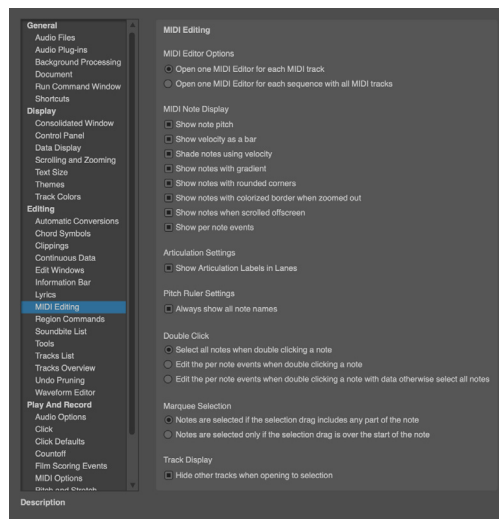 General
Audio Files
Audio Plug-ins
Background Processing
Document
Run Command Window
Shortcuts
Display
Consolidated Window
Control Panel
Data Display
Scrolling and Zooming
Text Size
Themes
Track Colors
Editing
Automatic Conversions
Chord Symbols
Clippings
Continuous Data
Edit Windows
Information Bar
Lyrics
MIDI Editing
Region Commands
Soundbite List
Tools
Tracks List
Tracks Overview
Undo Pruning
Waveform Editor
Play And Record
Audio Options
Click
Click Defaults
Countoff
Film Scoring Events
MIDI Options
Pitch and Stretch
Description
MIDI Editing
MIDI Editor Options
Open one MIDI Editor for each MIDI track
Open one MIDI Editor for each sequence with all MIDI tracks
MIDI Note Display
Show note pitch
Show velocity as a bar
Shade notes using velocity
Show notes with gradient
Show notes with rounded corners
Show notes with colorized border when zoomed out
Show notes when scrolled offscreen
Show per note events
Articulation Settings
Show Articulation Labels in Lanes
Pitch Ruler Settings
Always show all note names
Double Click
Select all notes when double clicking a note
Edit the per note events when double clicking a note
Edit the per note events when double clicking a note with data otherwise select all notes
Marquee Selection
Notes are selected if the selection drag includes any part of the note
Notes are selected only if the selection drag is over the start of the note
Track Display
Hide other tracks when opening to selection